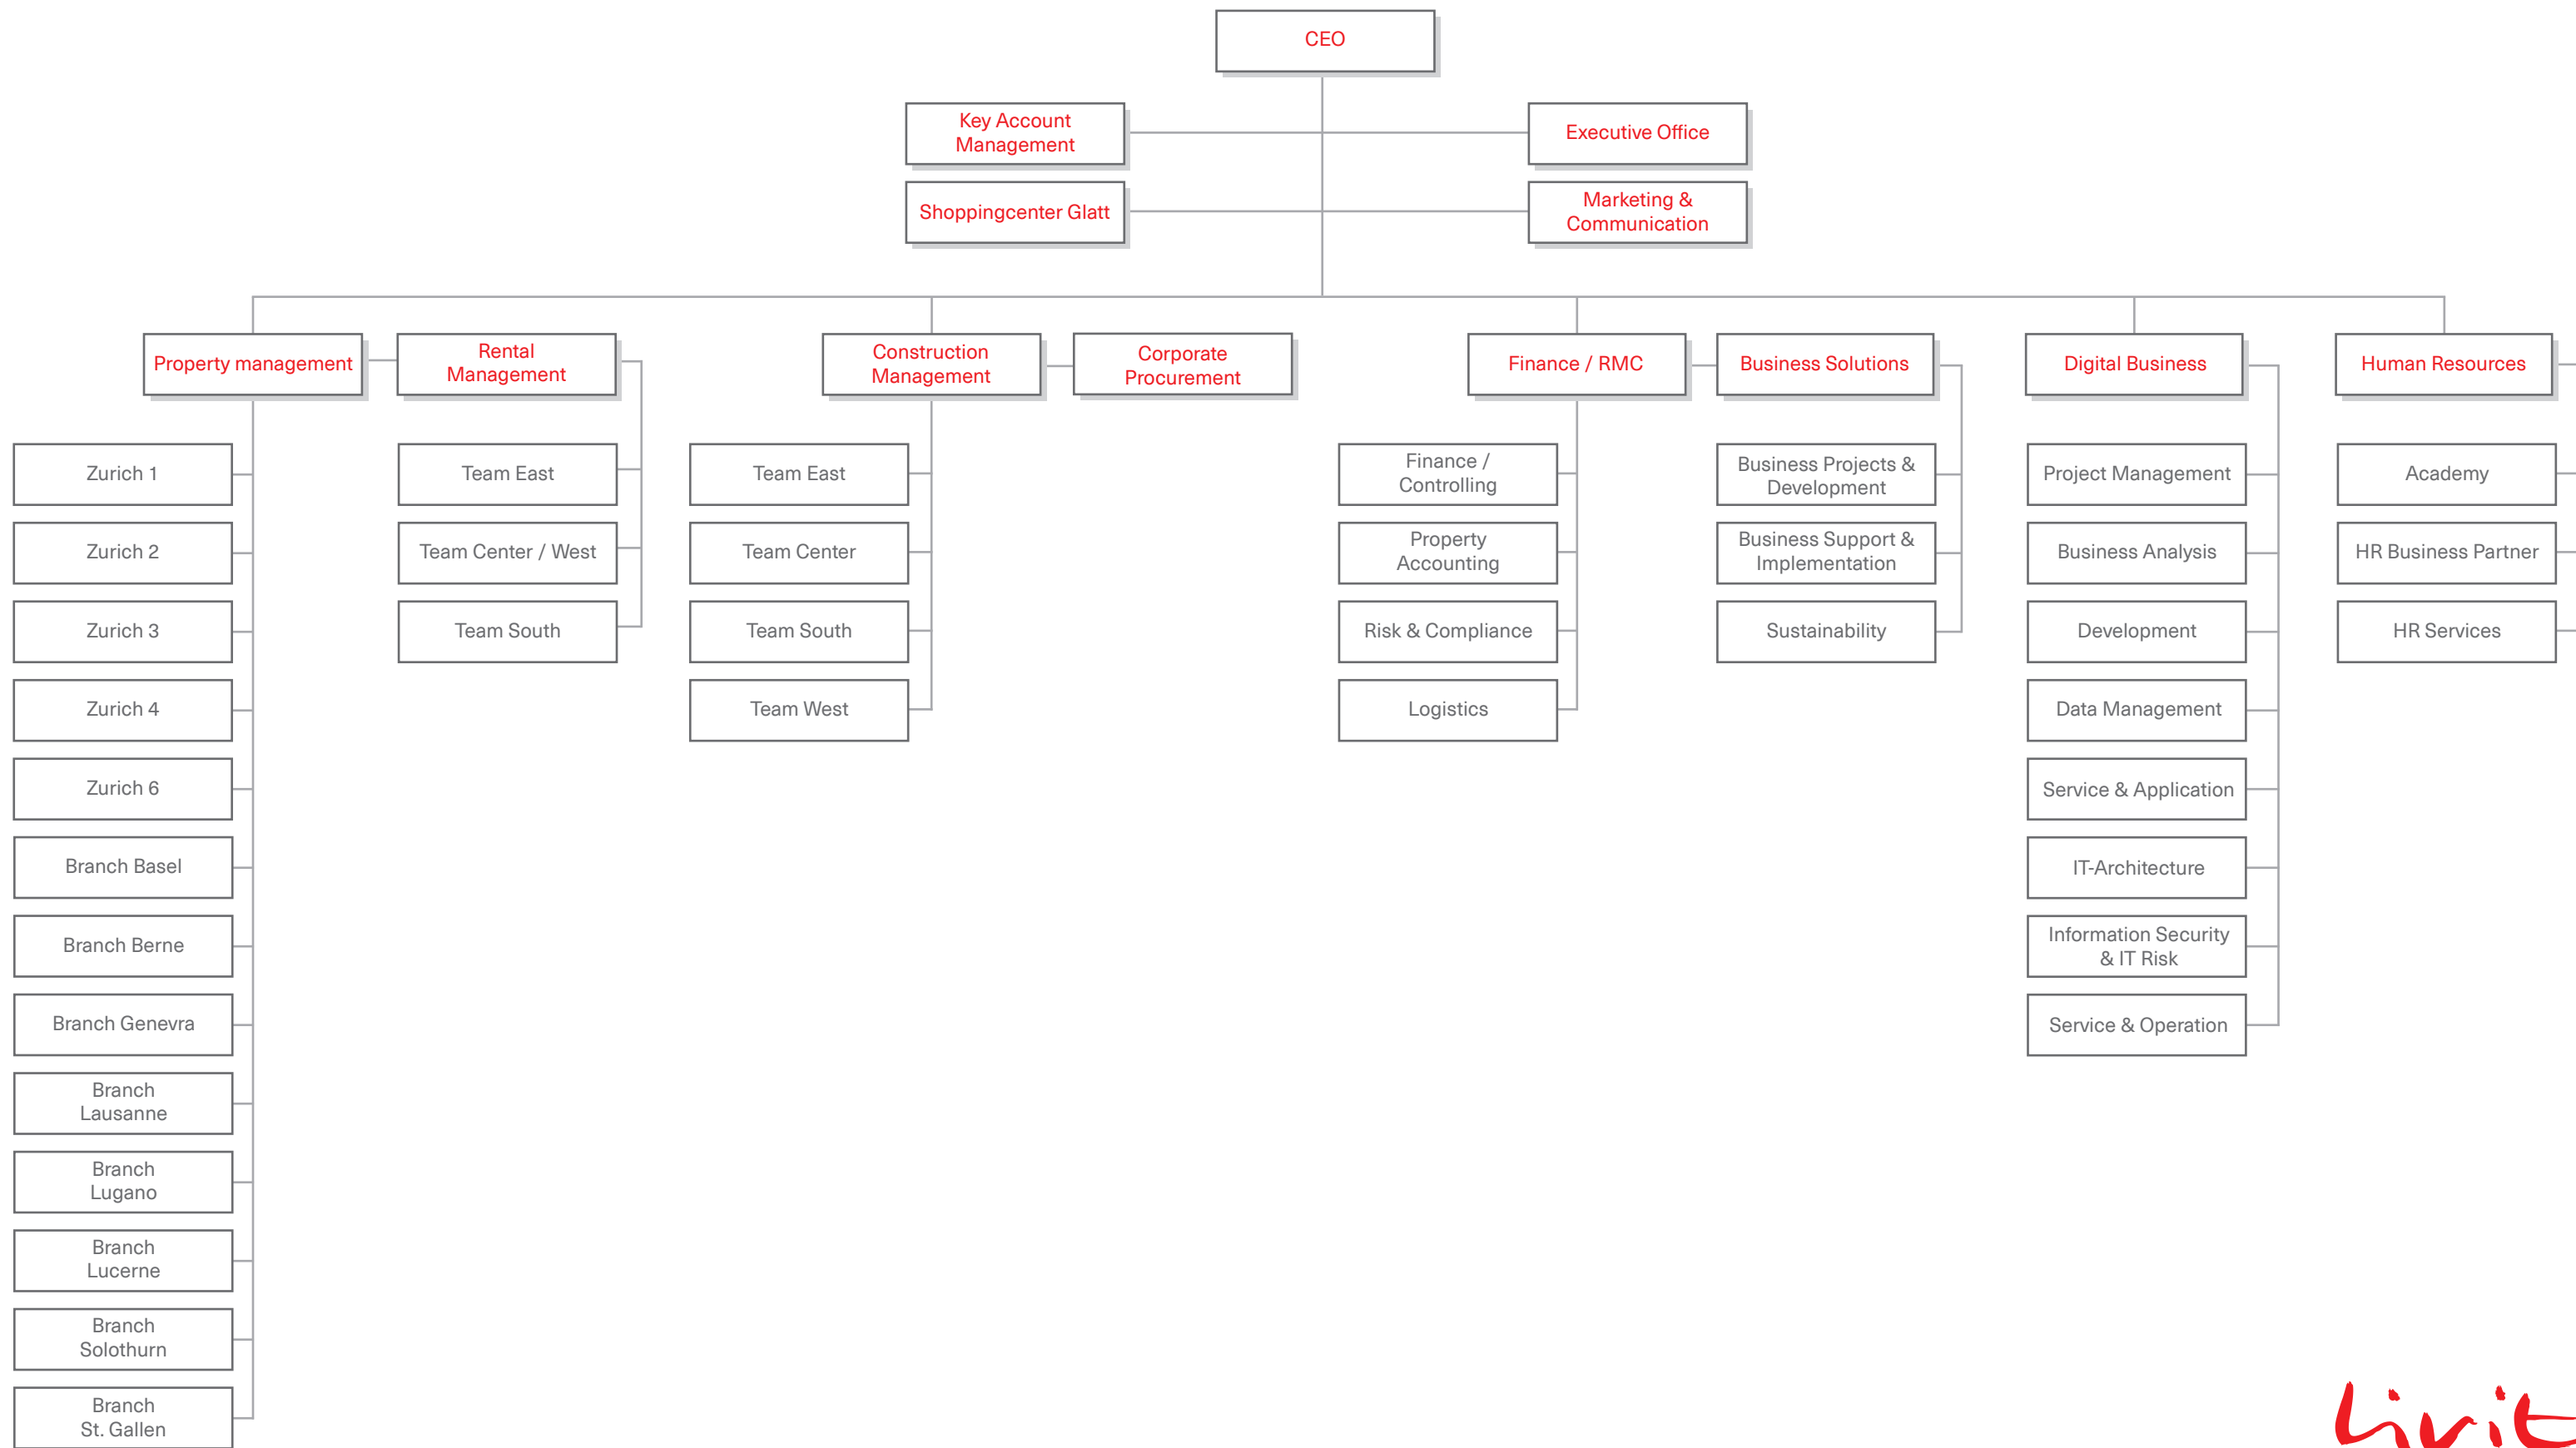 CEO
Key Account
Management
Executive Office
Shoppingcenter Glatt
Marketing &
Communication
Property management
Rental
Management
Construction
Management
Corporate
Procurement
Finance / RMC
Business Solutions
Digital Business
Human Resources
Zurich 1
Zurich 2
Zurich 3
Zurich 4
Zurich 6
Branch Basel
Branch Berne
Branch Genevra
Branch
Lausanne
Branch
Lugano
Branch
Lucerne
Branch
Solothurn
Branch
St. Gallen
Team East
Team Center / West
Team South
Team East
Team Center
Team South
Team West
Finance /
Controlling
Property
Accounting
Risk & Compliance
Logistics
Business Projects &
Development
Business Support &
Implementation
Sustainability
Project Management
Business Analysis
Development
Data Management
Service & Application
IT-Architecture
Information Security
& IT Risk
Service & Operation
Academy
HR Business Partner
HR Services
livit